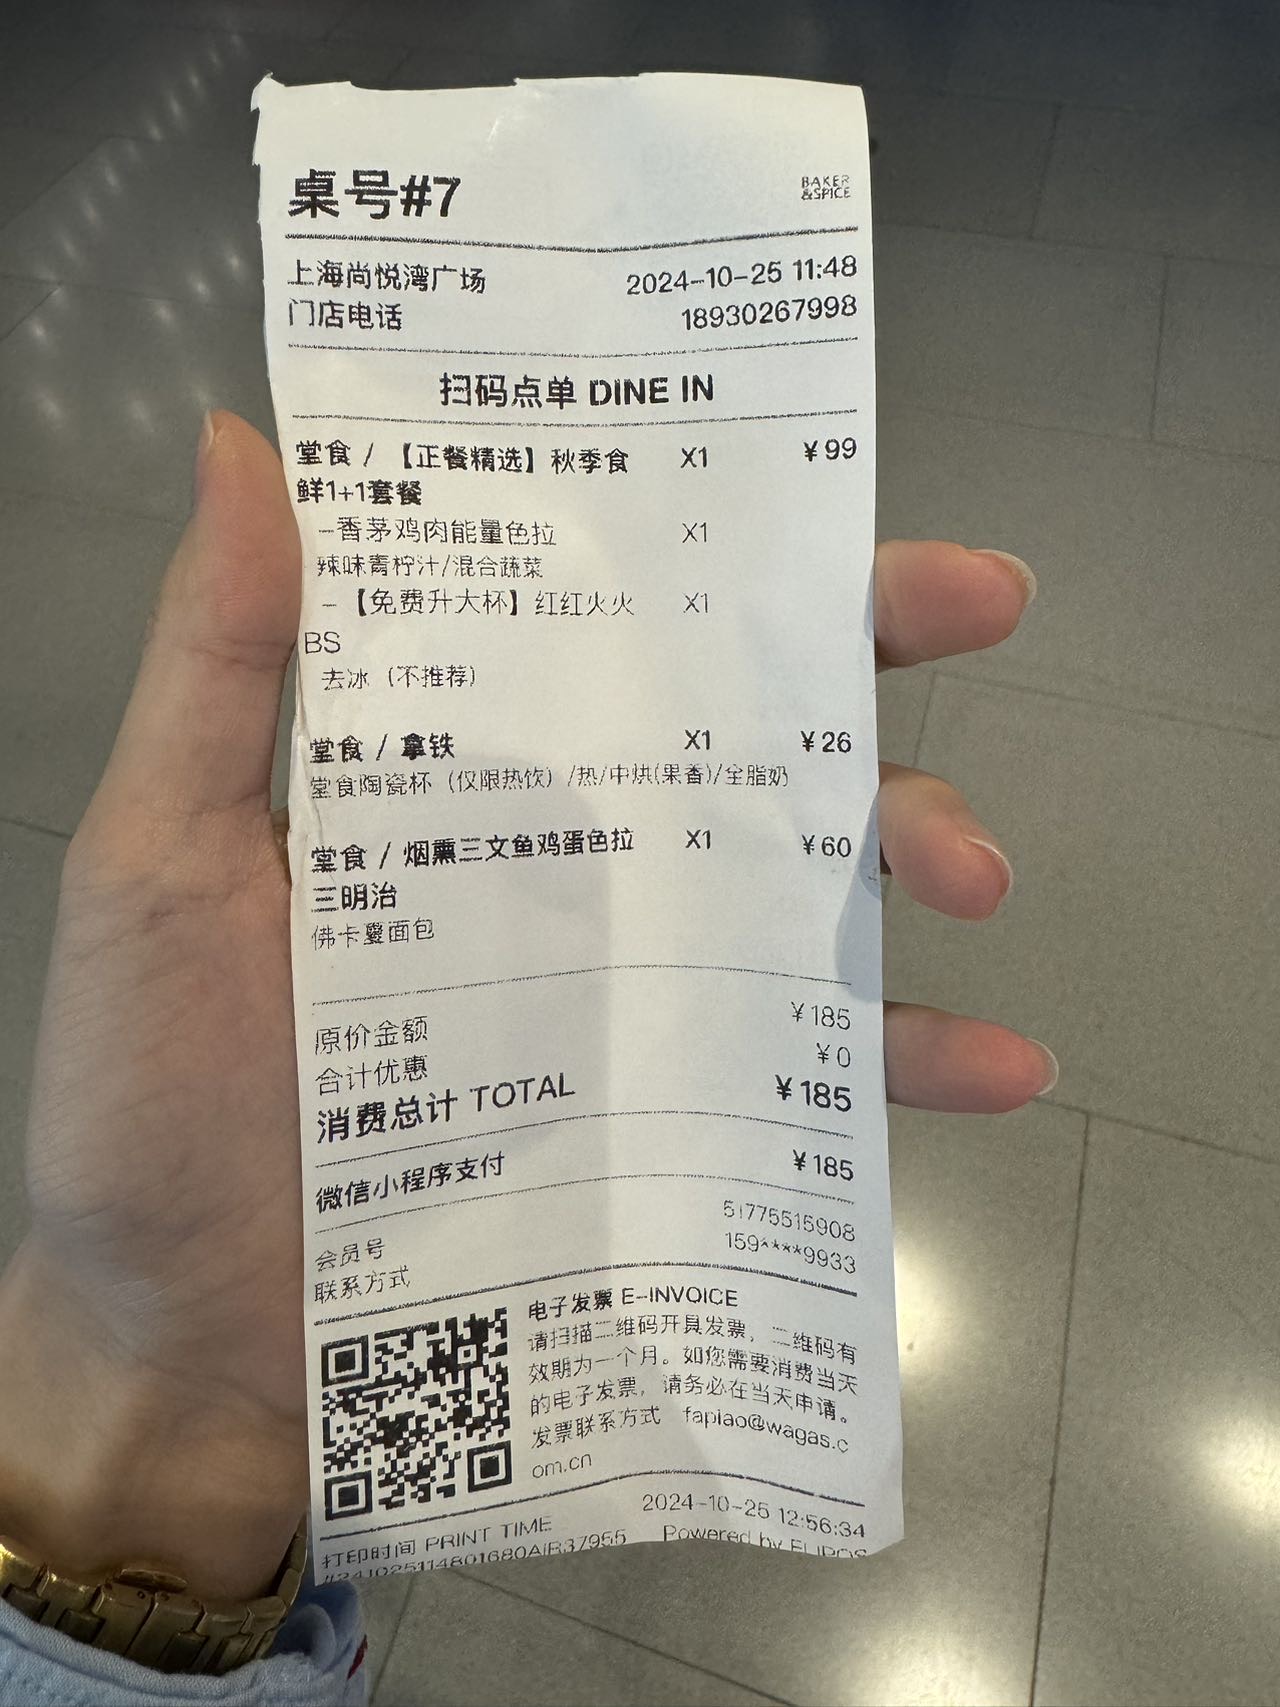 桌号#7
BAKER
&SPICE
上海尚悦湾广场 2024-10-25 11:48
门店电话 18930267998
扫码点单 DINE IN
堂食 / 【正餐精选】秋季食 X1 ¥99
鲜1+1套餐
-香茅鸡肉能量色拉 X1
辣味青柠汁/混合蔬菜
-【免费升大杯】红红火火 X1
BS
去冰（不推荐）
堂食 / 拿铁 X1 ¥26
堂食陶瓷杯（仅限热饮）/热/中烘(果香)/全脂奶
堂食 / 烟熏三文鱼鸡蛋色拉 X1 ¥60
三明治
佛卡夏面包
原价金额 ¥185
合计优惠 ¥0
消费总计 TOTAL ¥185
微信小程序支付 ¥185
会员号 51775515908
联系方式 159****9933
电子发票 E-INVOICE
请扫描二维码开具发票，二维码有
效期为一个月。如您需要消费当天
的电子发票，请务必在当天申请。
发票联系方式 fapiao@wagas.c
om.cn
打印时间 PRINT TIME 2024-10-25 12:56:34
Powered by